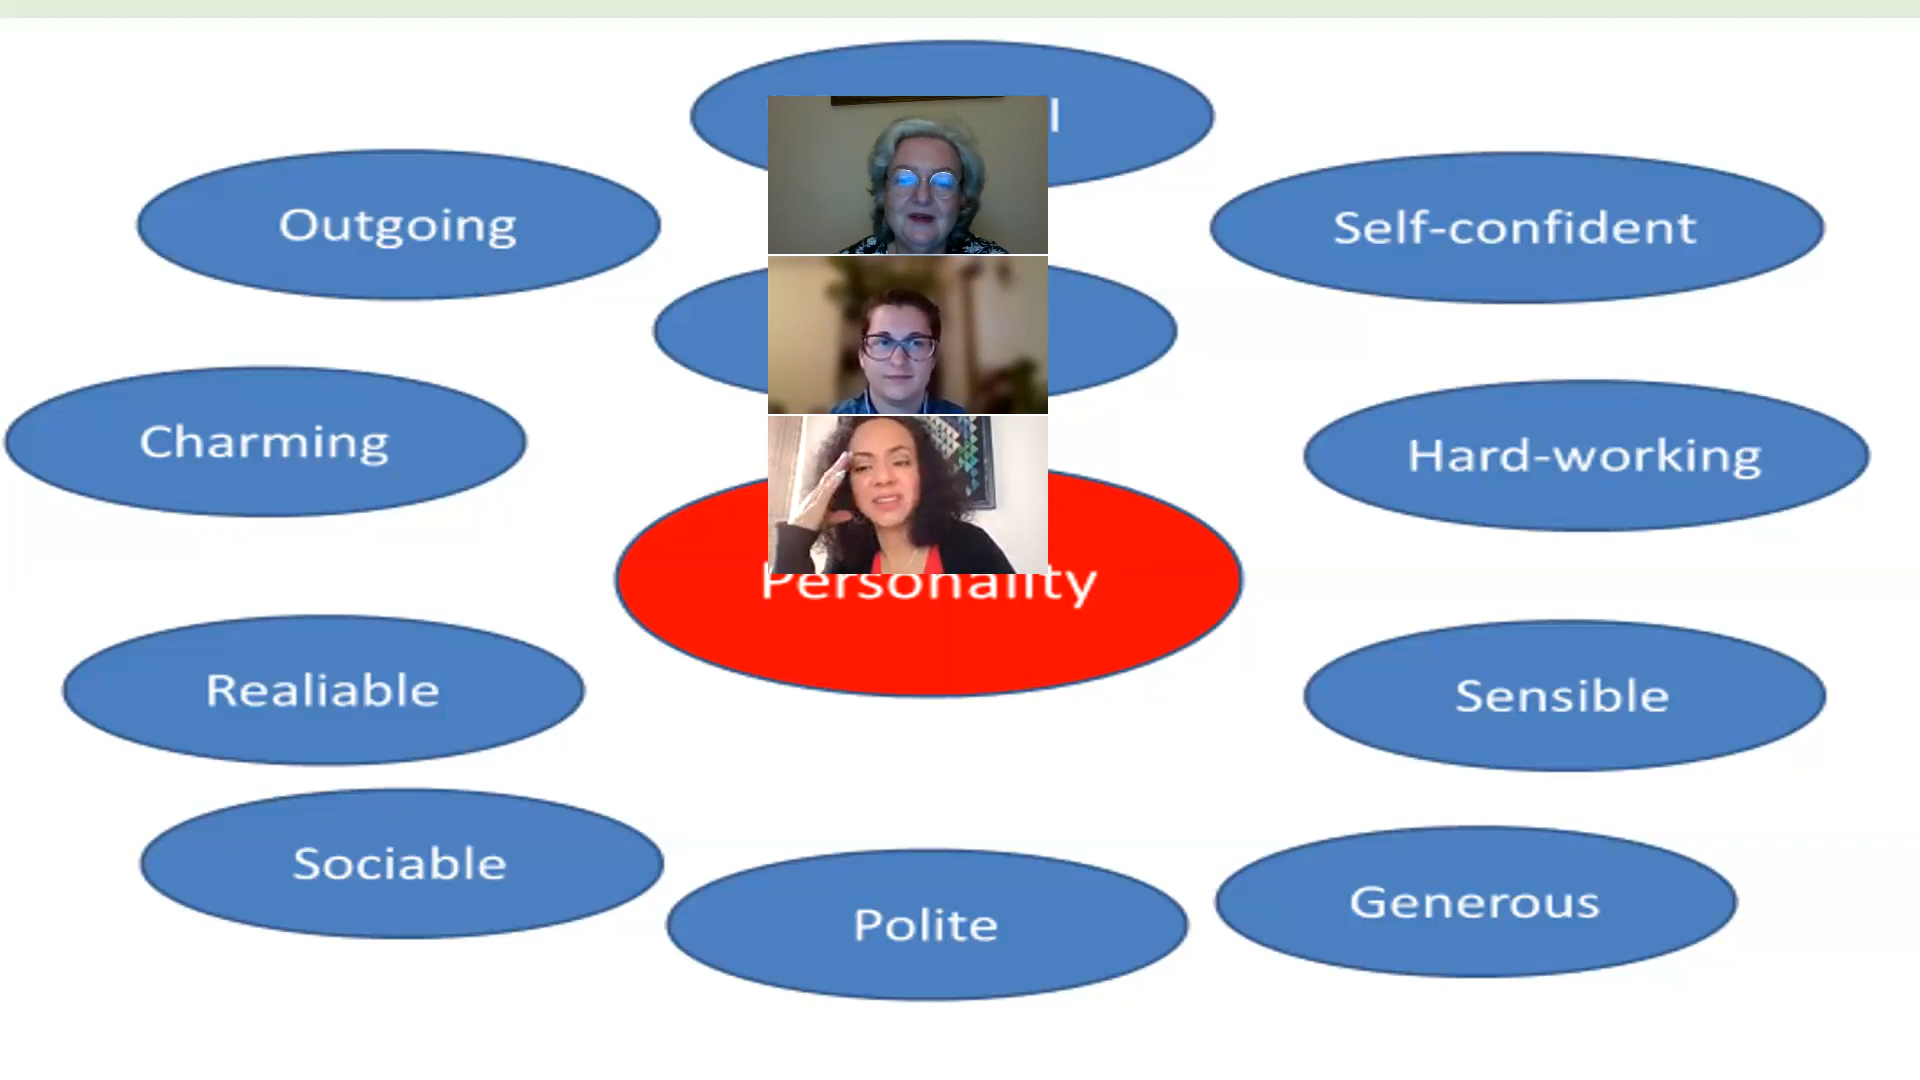 Outgoing
Self-confident
Charming
Hard-working
Personality
Realiable
Sensible
Sociable
Generous
Polite